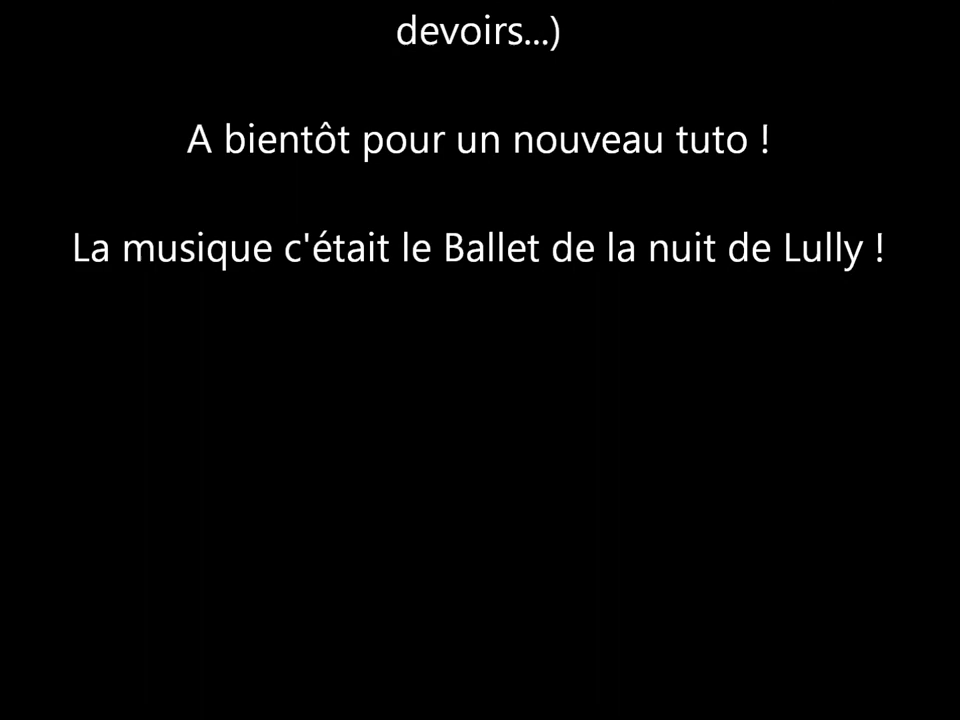 devoirs...)
A bientôt pour un nouveau tuto !
La musique c'était le Ballet de la nuit de Lully !